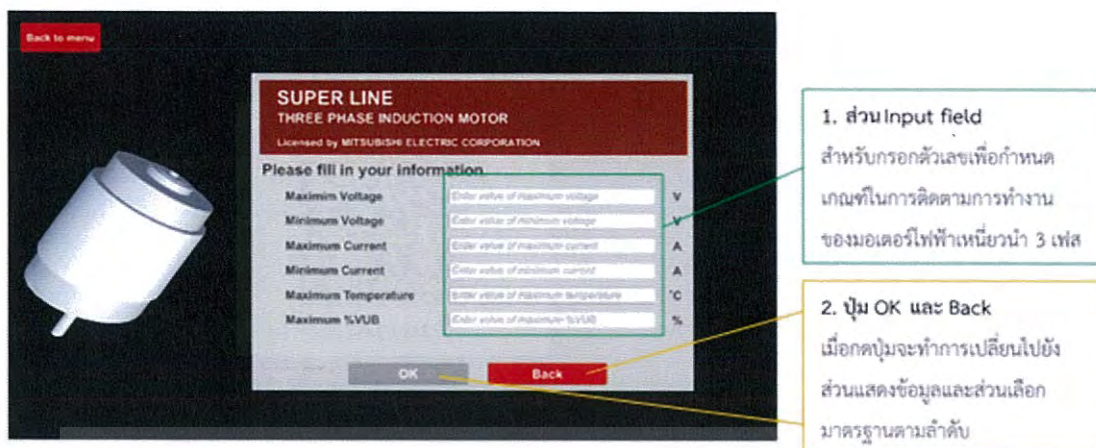 Back to menu
SUPER LINE
THREE PHASE INDUCTION MOTOR
Licensed by MITSUBISHI ELECTRIC CORPORATION
Please fill in your information
Maximim Voltage
Enter value of maximum voltage
V
Minimum Voltage
Enter value of minimum voltage
V
Maximum Current
Enter value of maximum current
A
Minimum Current
Enter value of minimum current
A
Maximum Temperature
Enter value of maximum temperature
°C
Maximum %VUB
Enter value of maximum %VUB
%
OK
Back
1. ส่วน Input field
สำหรับกรอกตัวเลขเพื่อกำหนด
เกณฑ์ในการติดตามการทำงาน
ของมอเตอร์ไฟฟ้าเหนี่ยวนำ 3 เฟส
2. ปุ่ม OK และ Back
เมื่อกดปุ่มจะทำการเปลี่ยนไปยัง
ส่วนแสดงข้อมูลและส่วนเลือก
มาตรฐานตามลำดับ